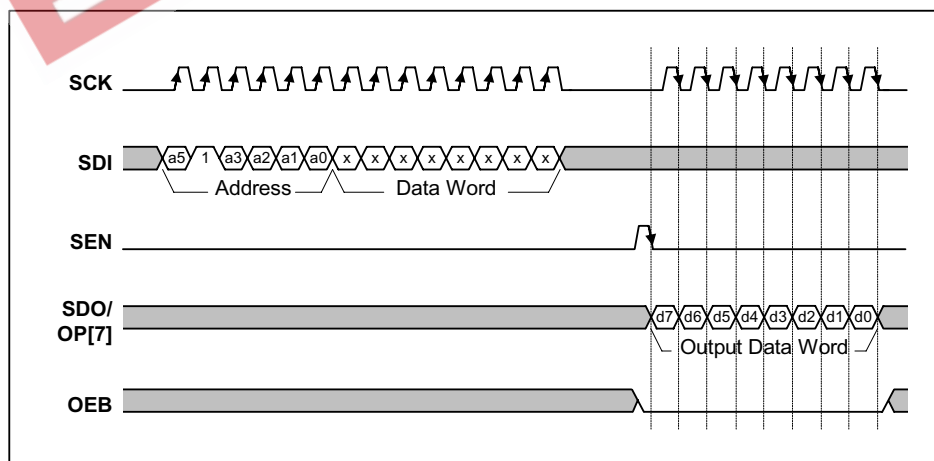 SCK
SDI
a5 1 a3 a2 a1 a0 x x x x x x x x
Address Data Word
SEN
SDO/
OP[7]
d7 d6 d5 d4 d3 d2 d1 d0
Output Data Word
OEB